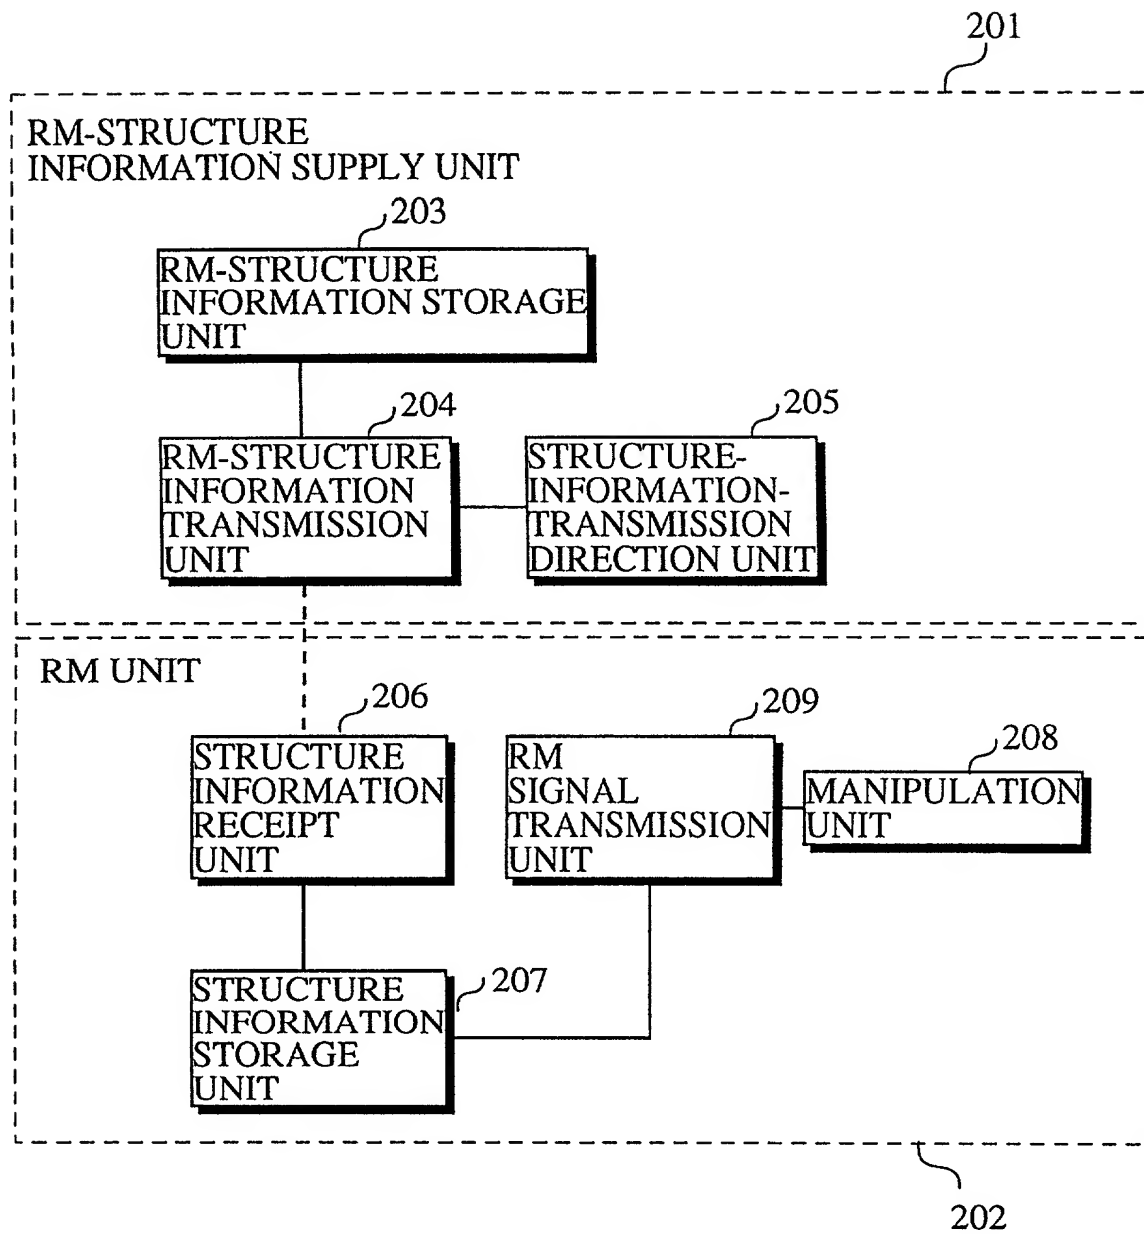 201
RM-STRUCTURE
INFORMATION SUPPLY UNIT
203
RM-STRUCTURE
INFORMATION STORAGE
UNIT
204
RM-STRUCTURE
INFORMATION
TRANSMISSION
UNIT
205
STRUCTURE-
INFORMATION-
TRANSMISSION
DIRECTION UNIT
RM UNIT
206
STRUCTURE
INFORMATION
RECEIPT
UNIT
209
RM
SIGNAL
TRANSMISSION
UNIT
208
MANIPULATION
UNIT
207
STRUCTURE
INFORMATION
STORAGE
UNIT
202